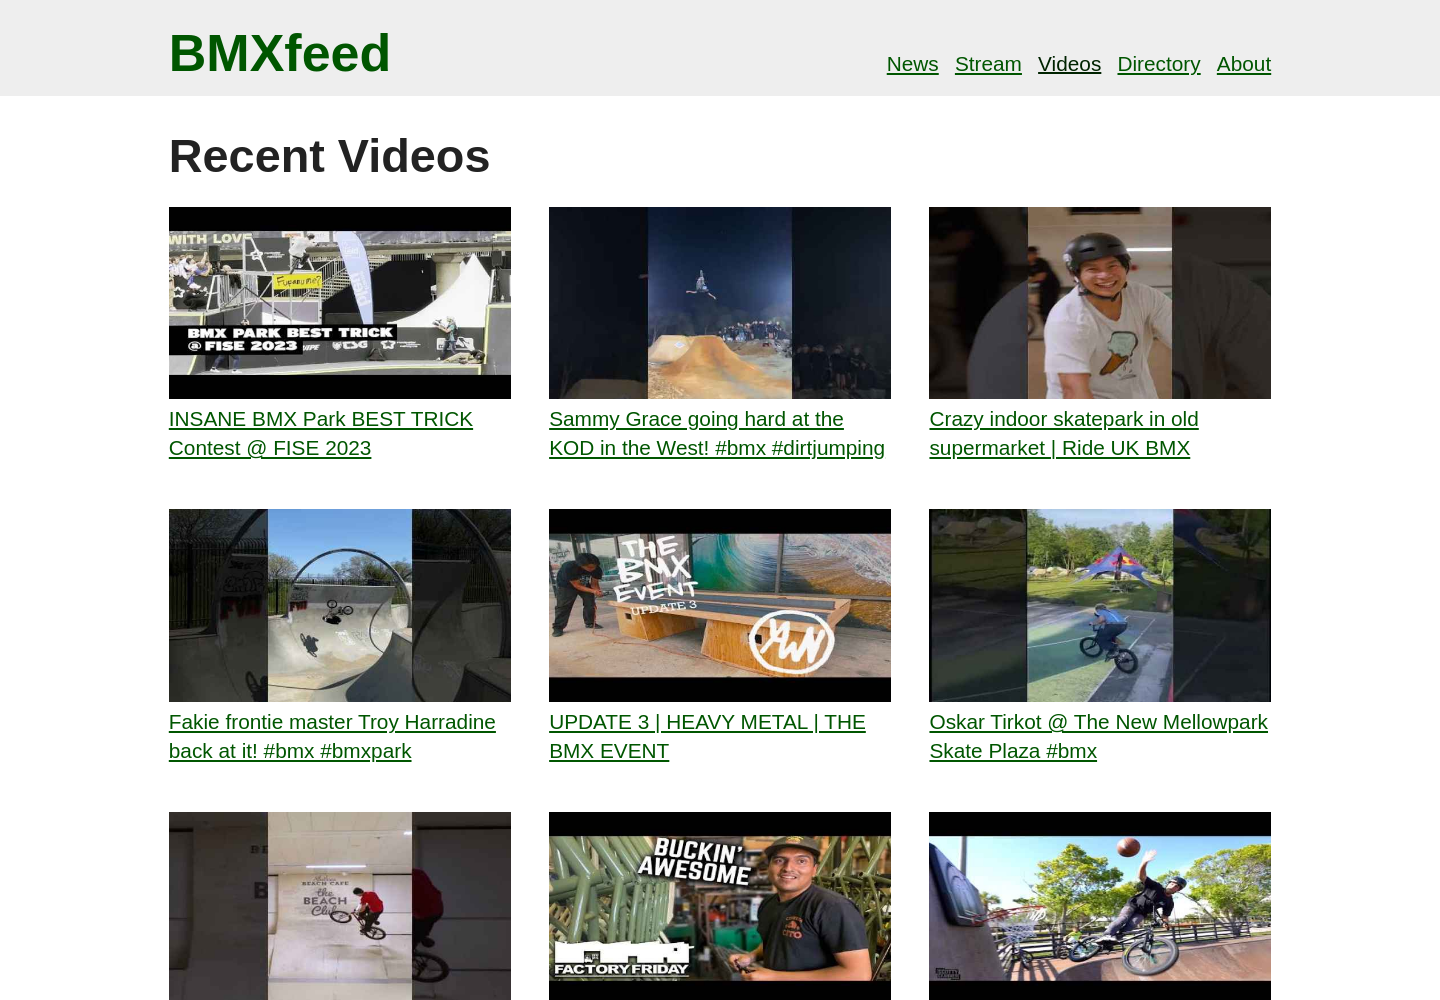 BMXfeed
News Stream Videos Directory About
Recent Videos
WITH LOVE
BMX PARK BEST TRICK
@ FISE 2023
INSANE BMX Park BEST TRICK
Contest @ FISE 2023
Sammy Grace going hard at the
KOD in the West! #bmx #dirtjumping
Crazy indoor skatepark in old
supermarket | Ride UK BMX
Fakie frontie master Troy Harradine
back at it! #bmx #bmxpark
THE
BMX
EVENT
UPDATE 3
UPDATE 3 | HEAVY METAL | THE
BMX EVENT
Oskar Tirkot @ The New Mellowpark
Skate Plaza #bmx
BEACH CAFE
the
BEACH
Club
BUCKIN'
AWESOME
FACTORY FRIDAY